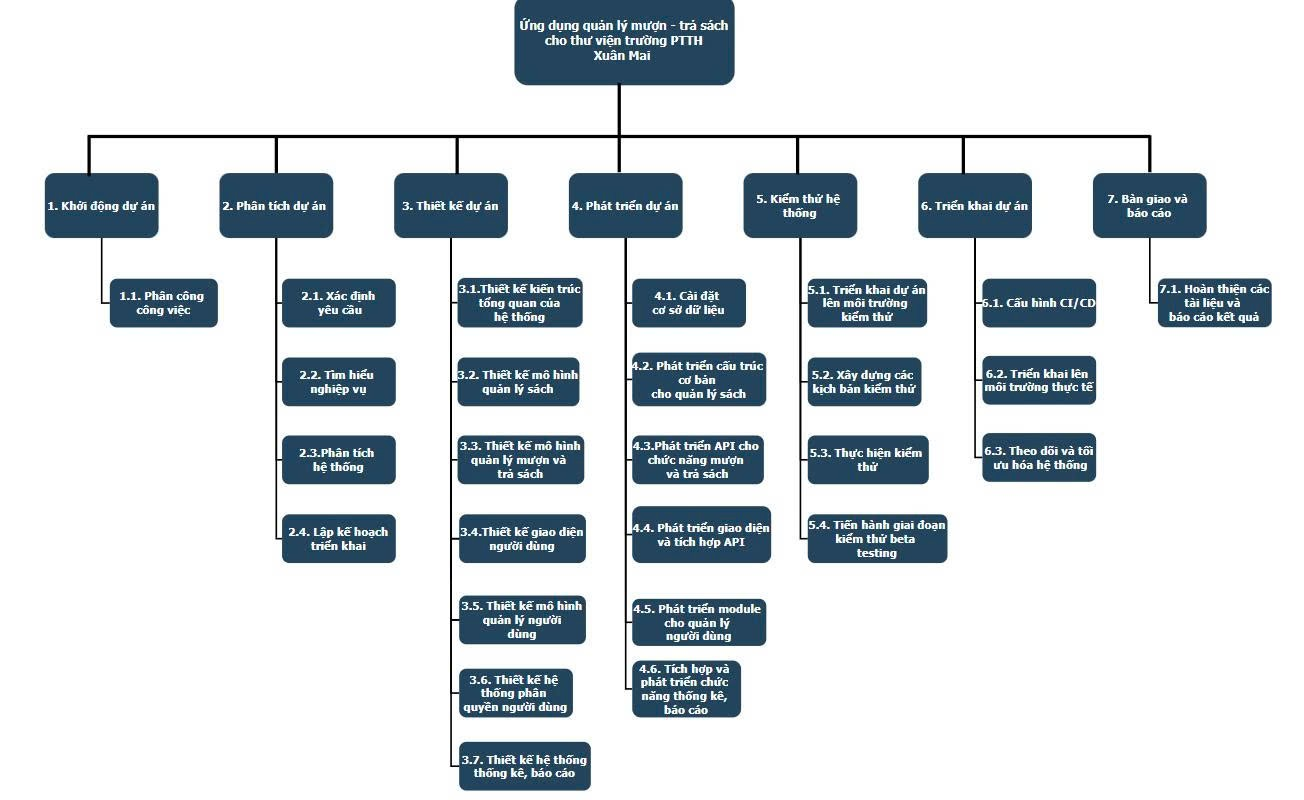 Ứng dụng quản lý mượn - trả sách
cho thư viện trường PTTH
Xuân Mai
1. Khởi động dự án
2. Phân tích dự án
3. Thiết kế dự án
4. Phát triển dự án
5. Kiểm thử hệ
thống
6. Triển khai dự án
7. Bàn giao và
báo cáo
1.1. Phân công
công việc
2.1. Xác định
yêu cầu
2.2. Tìm hiểu
nghiệp vụ
2.3.Phân tích
hệ thống
2.4. Lập kế hoạch
triển khai
3.1.Thiết kế kiến trúc
tổng quan của
hệ thống
3.2. Thiết kế mô hình
quản lý sách
3.3. Thiết kế mô hình
quản lý mượn và
trả sách
3.4.Thiết kế giao diện
người dùng
3.5. Thiết kế mô hình
quản lý người
dùng
3.6. Thiết kế hệ
thống phân
quyền người dùng
3.7. Thiết kế hệ thống
thống kê, báo cáo
4.1. Cài đặt
cơ sở dữ liệu
4.2. Phát triển cấu trúc
cơ bản
cho quản lý sách
4.3.Phát triển API cho
chức năng mượn
và trả sách
4.4. Phát triển giao diện
và tích hợp API
4.5. Phát triển module
cho quản lý
người dùng
4.6. Tích hợp và
phát triển chức
năng thống kê,
báo cáo
5.1. Triển khai dự án
lên môi trường
kiểm thử
5.2. Xây dựng các
kịch bản kiểm thử
5.3. Thực hiện kiểm
thử
5.4. Tiến hành giai đoạn
kiểm thử beta
testing
6.1. Cấu hình CI/CD
6.2. Triển khai lên
môi trường thực tế
6.3. Theo dõi và tối
ưu hóa hệ thống
7.1. Hoàn thiện các
tài liệu và
báo cáo kết quả